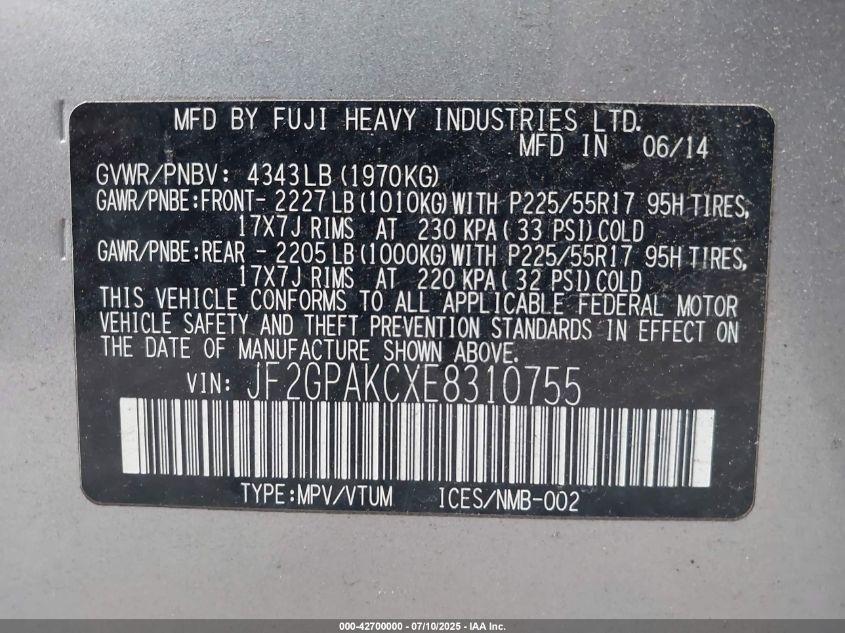 MFD BY FUJI HEAVY INDUSTRIES LTD.
MFD IN 06/14
GVWR/PNBV: 4343LB (1970KG)
GAWR/PNBE:FRONT- 2227LB (1010KG) WITH P225/55R17 95H TIRES,
17X7J RIMS AT 230 KPA (33 PSI) COLD
GAWR/PNBE:REAR - 2205LB (1000KG) WITH P225/55R17 95H TIRES,
17X7J RIMS AT 220 KPA (32 PSI) COLD
THIS VEHICLE CONFORMS TO ALL APPLICABLE FEDERAL MOTOR
VEHICLE SAFETY AND THEFT PREVENTION STANDARDS IN EFFECT ON
THE DATE OF MANUFACTURE SHOWN ABOVE.
VIN: JF2GPAKCXE8310755
TYPE:MPV/VTUM ICES/NMB-002
000-42700000 - 07/10/2025 - IAA Inc.